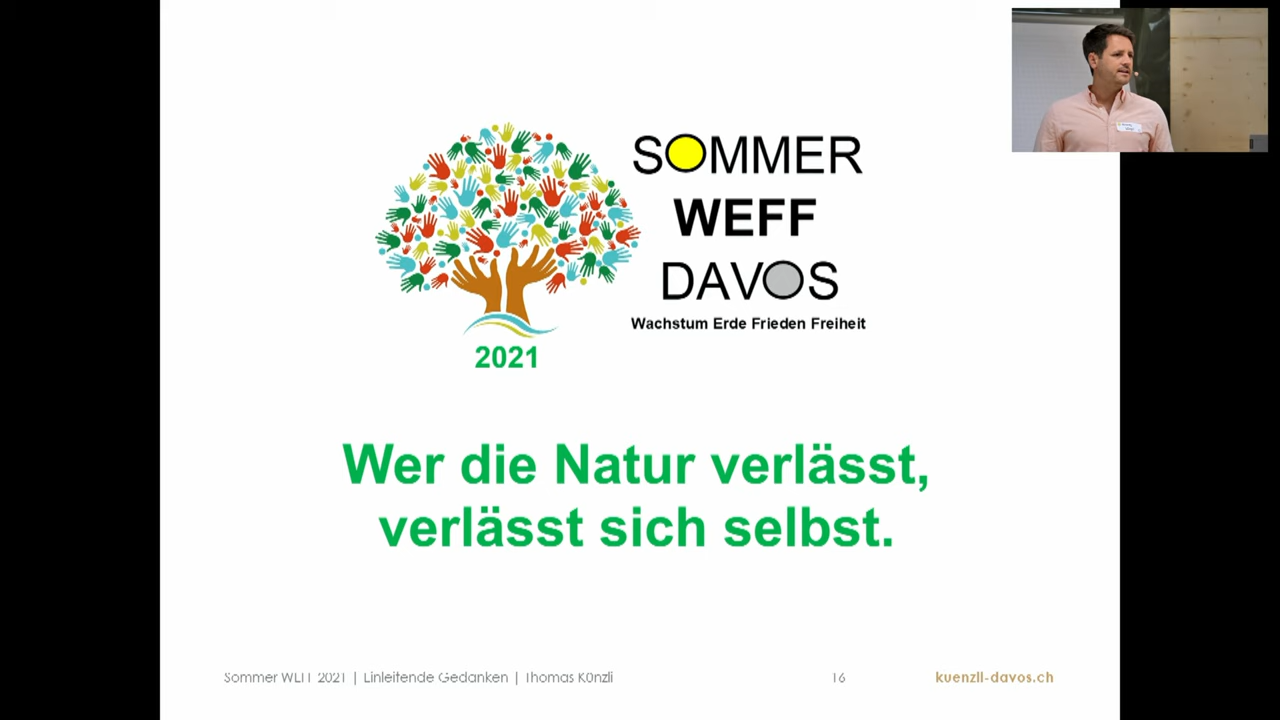 SOMMER
WEFF
DAVOS
Wachstum Erde Frieden Freiheit
2021
Wer die Natur verlässt,
verlässt sich selbst.
Sommer WEFF 2021 | Einleitende Gedanken | Thomas Künzli
16
kuenzli-davos.ch